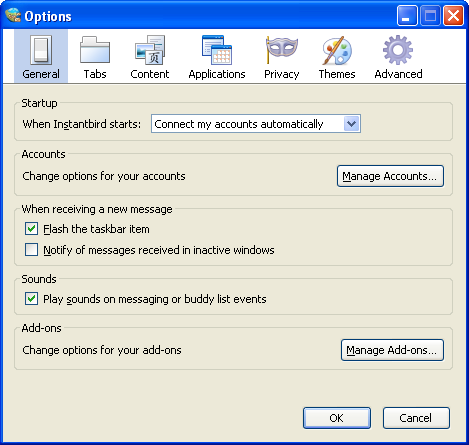 Options
General Tabs Content Applications Privacy Themes Advanced
Startup
When Instantbird starts: Connect my accounts automatically
Accounts
Change options for your accounts Manage Accounts...
When receiving a new message
Flash the taskbar item
Notify of messages received in inactive windows
Sounds
Play sounds on messaging or buddy list events
Add-ons
Change options for your add-ons Manage Add-ons...
OK Cancel